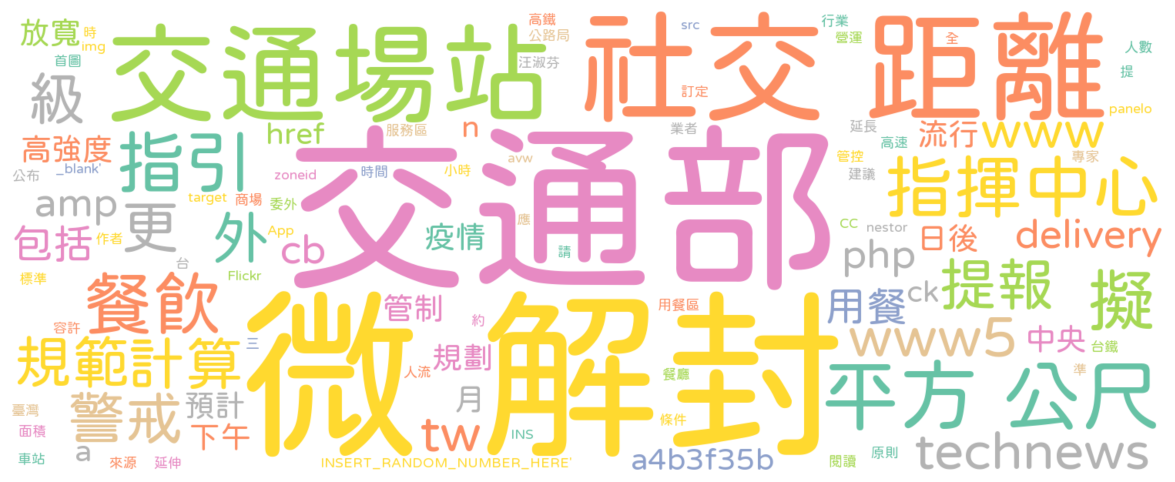 放寬
時
img
首圖
交通場站
高鐵
公路局
汪淑芬
社交
src
訂定
行業
營運
距離
全
人數
提
panelo
級
高強度
_blank'
公布
指引
href
服務區
n
業者
延長
高速
流行
www
管控
專家
建議
指揮中心
zoneid
時間
小時
avw
target
商場
委外
amp
更
外
App
cb
交通部
疫情
應
請
CC
nestor
日後
delivery
包括
作者
台
Flickr
標準
php
ck
提報
擬
餐飲
容許
管制
約
用餐區
用餐
www5
中央
台鐵
規範計算
三
微解封
規劃
人流
餐廳
準
平方公尺
臺灣
面積
車站
警戒
預計
下午
a
來源
延伸
月
tw
INS
條件
INSERT_RANDOM_NUMBER_HERE'
a4b3f35b
閱讀
原則
technews